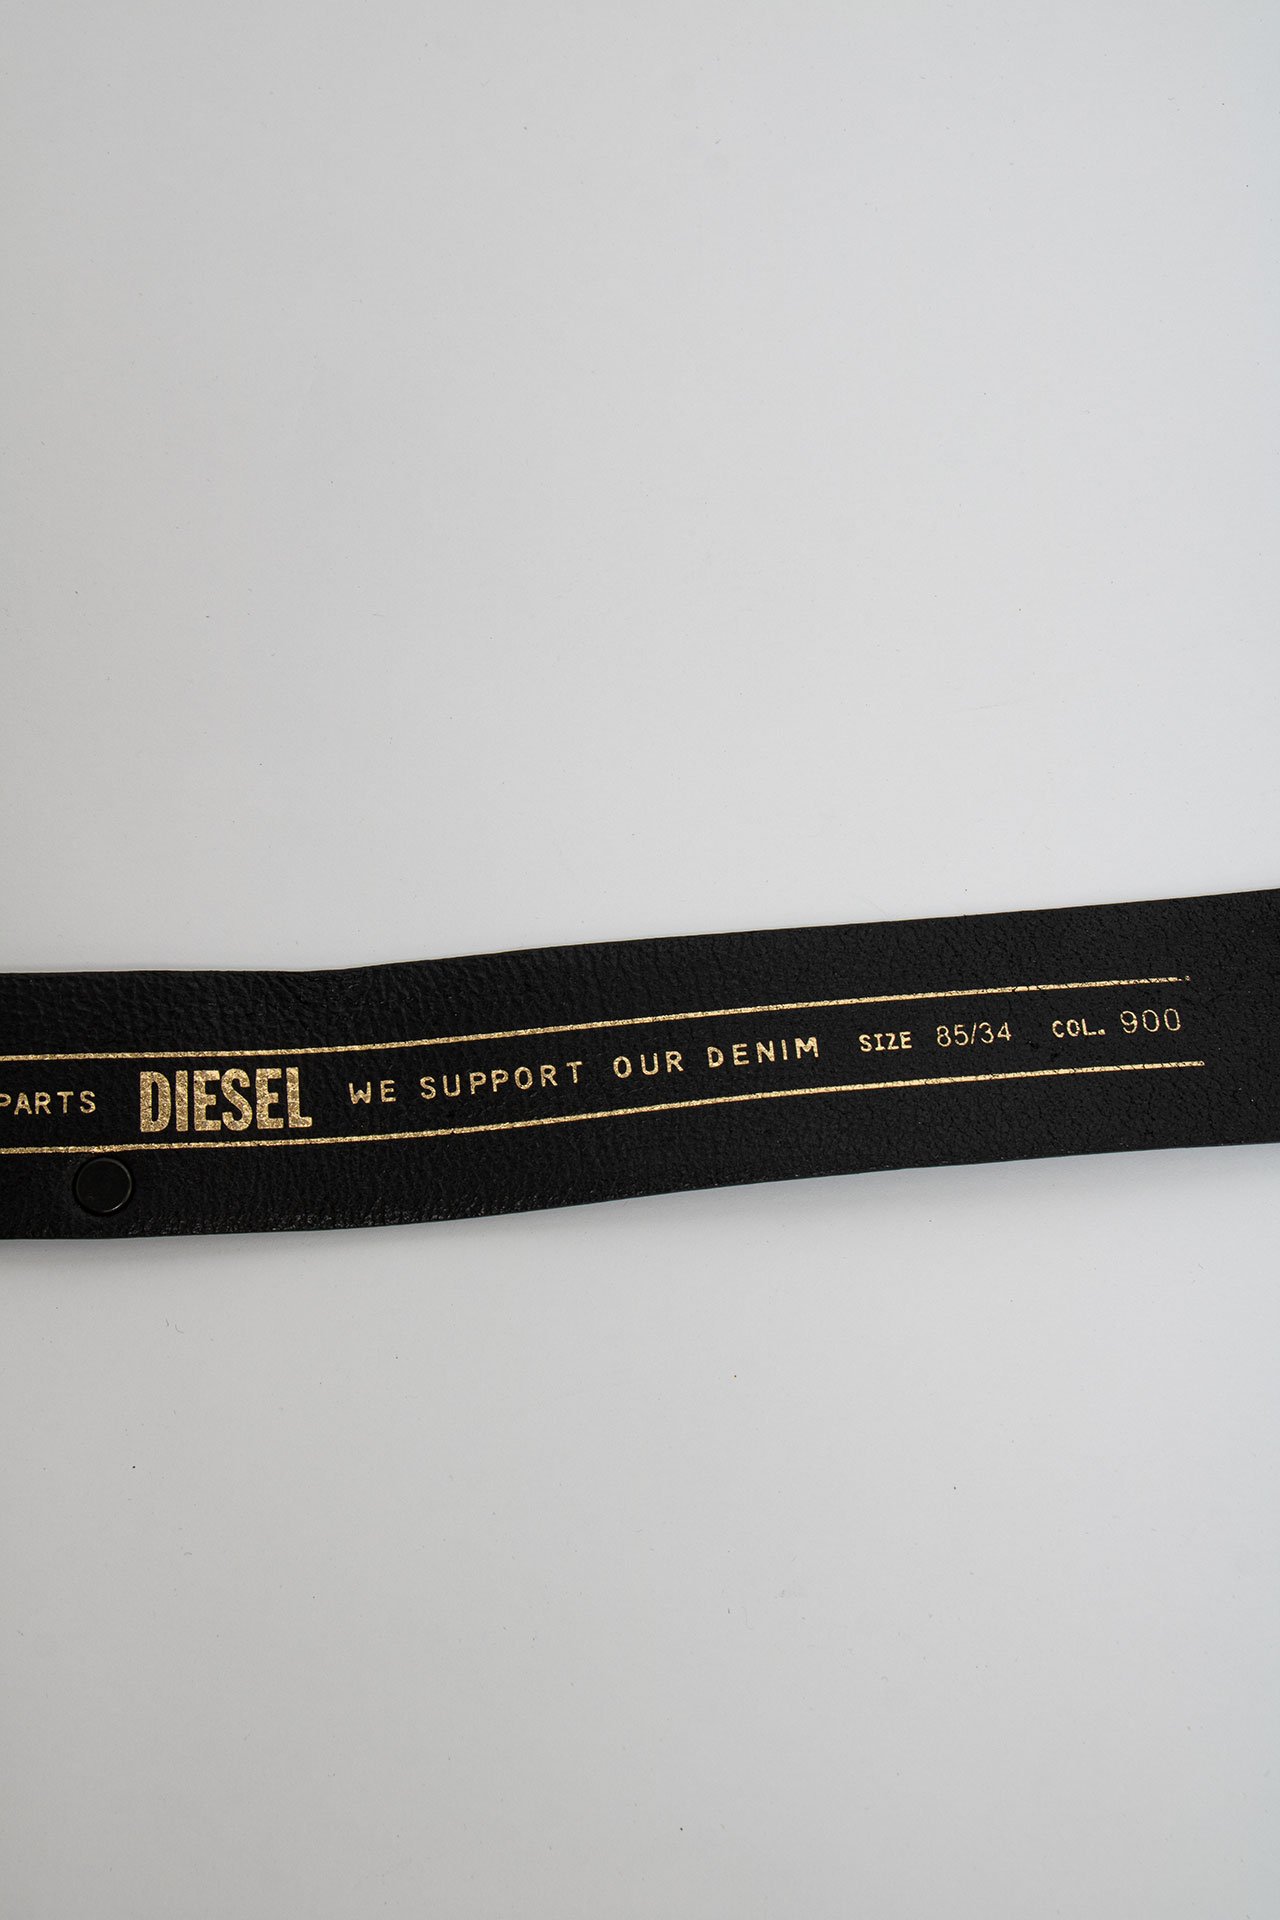 PARTS DIESEL WE SUPPORT OUR DENIM SIZE 85/34 COL. 900